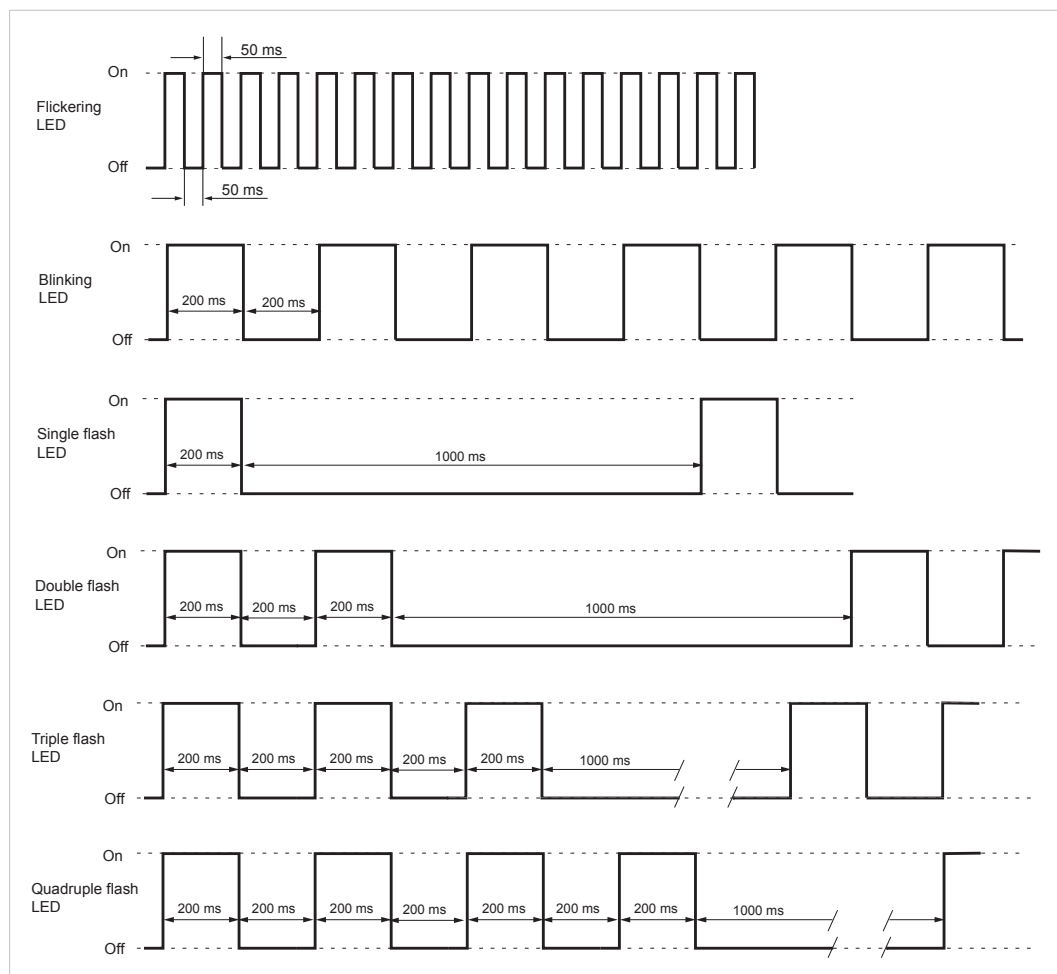 50 ms
On
Flickering
LED
Off
50 ms
On
Blinking
LED
200 ms
200 ms
Off
On
Single flash
LED
200 ms
1000 ms
Off
On
Double flash
LED
200 ms
200 ms
200 ms
1000 ms
Off
On
Triple flash
LED
200 ms
200 ms
200 ms
200 ms
200 ms
1000 ms
Off
On
Quadruple flash
LED
200 ms
200 ms
200 ms
200 ms
200 ms
200 ms
200 ms
1000 ms
Off